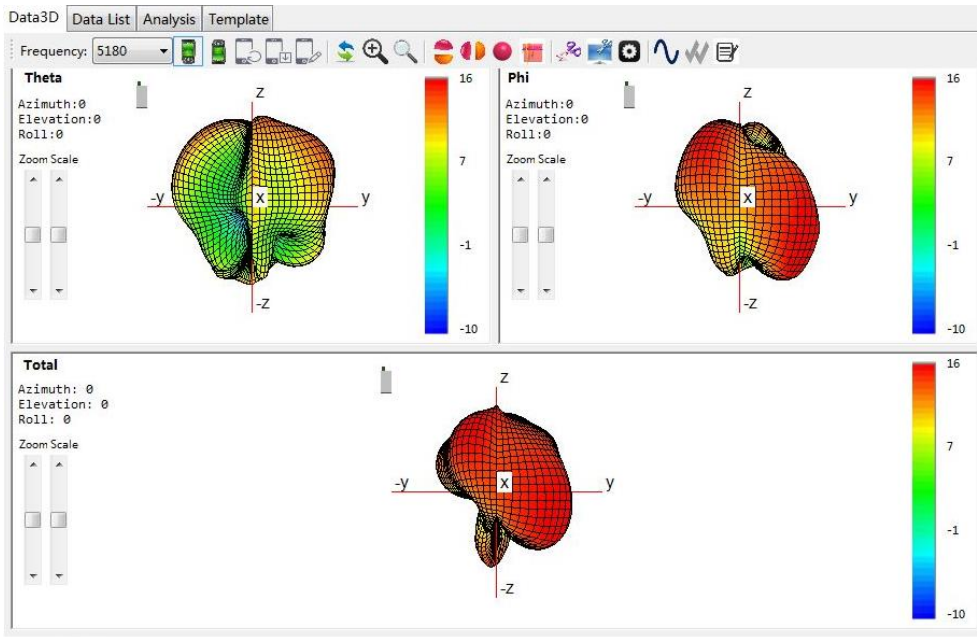 Data3D Data List Analysis Template
Frequency: 5180
Theta
Azimuth:0
Elevation:0
Roll:0
Zoom Scale
z
-y
x
y
-z
16
7
-1
-10
Phi
Azimuth:0
Elevation:0
Roll:0
Zoom Scale
z
-y
x
y
-z
16
7
-1
-10
Total
Azimuth: 0
Elevation: 0
Roll: 0
Zoom Scale
z
-y
x
y
-z
16
7
-1
-10